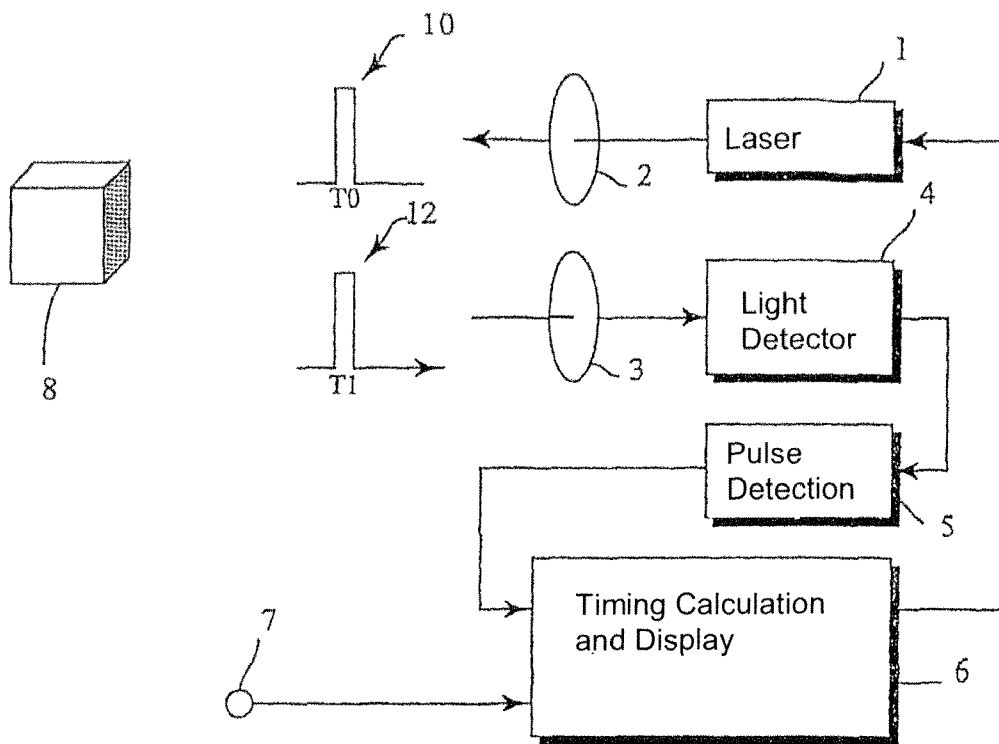 10
1
Laser
2
T0
12
4
Light
Detector
8
T1
3
Pulse
Detection
5
7
Timing Calculation
and Display
6